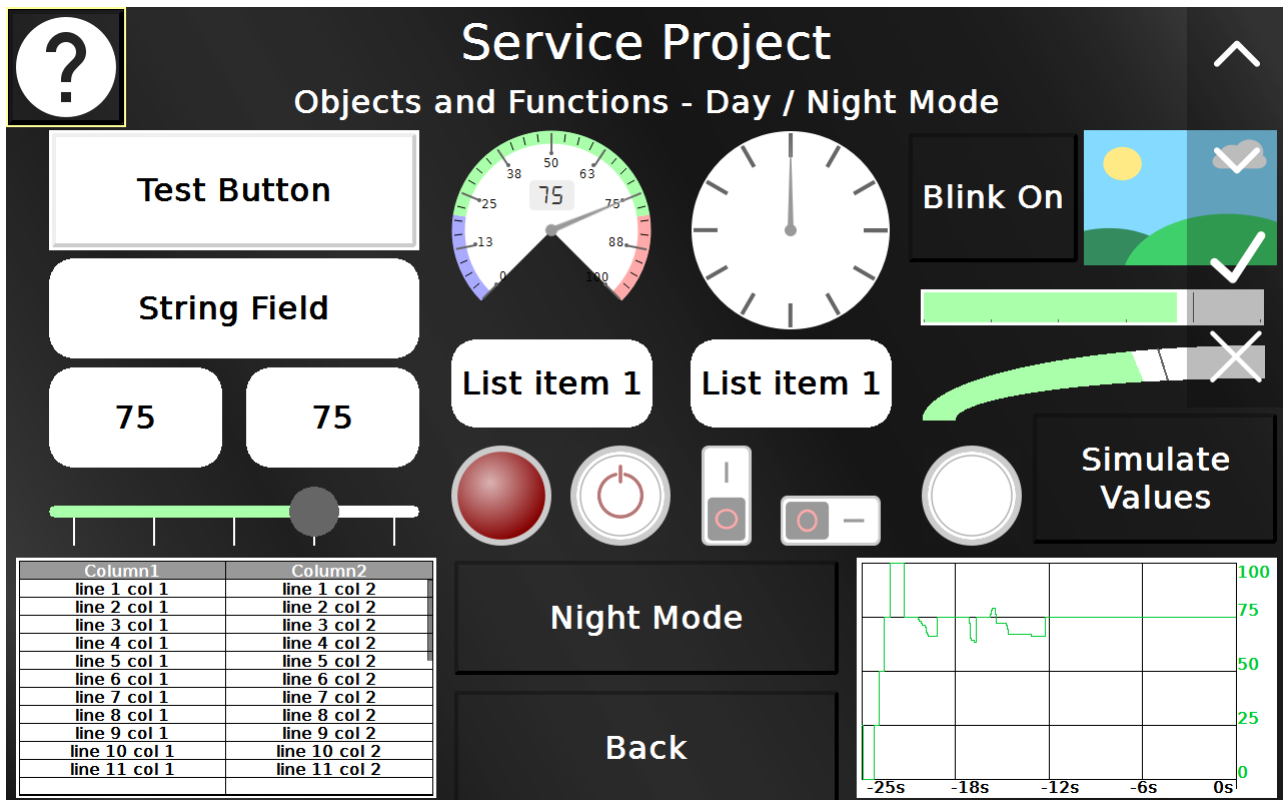 ?
Service Project
Objects and Functions - Day / Night Mode
Test Button
String Field
75
75
0
13
25
38
50
63
75
88
100
75
List item 1
List item 1
Blink On
Simulate
Values
Column1 Column2
line 1 col 1 line 1 col 2
line 2 col 1 line 2 col 2
line 3 col 1 line 3 col 2
line 4 col 1 line 4 col 2
line 5 col 1 line 5 col 2
line 6 col 1 line 6 col 2
line 7 col 1 line 7 col 2
line 8 col 1 line 8 col 2
line 9 col 1 line 9 col 2
line 10 col 1 line 10 col 2
line 11 col 1 line 11 col 2
Night Mode
Back
100
75
50
25
0
-25s -18s -12s -6s 0s